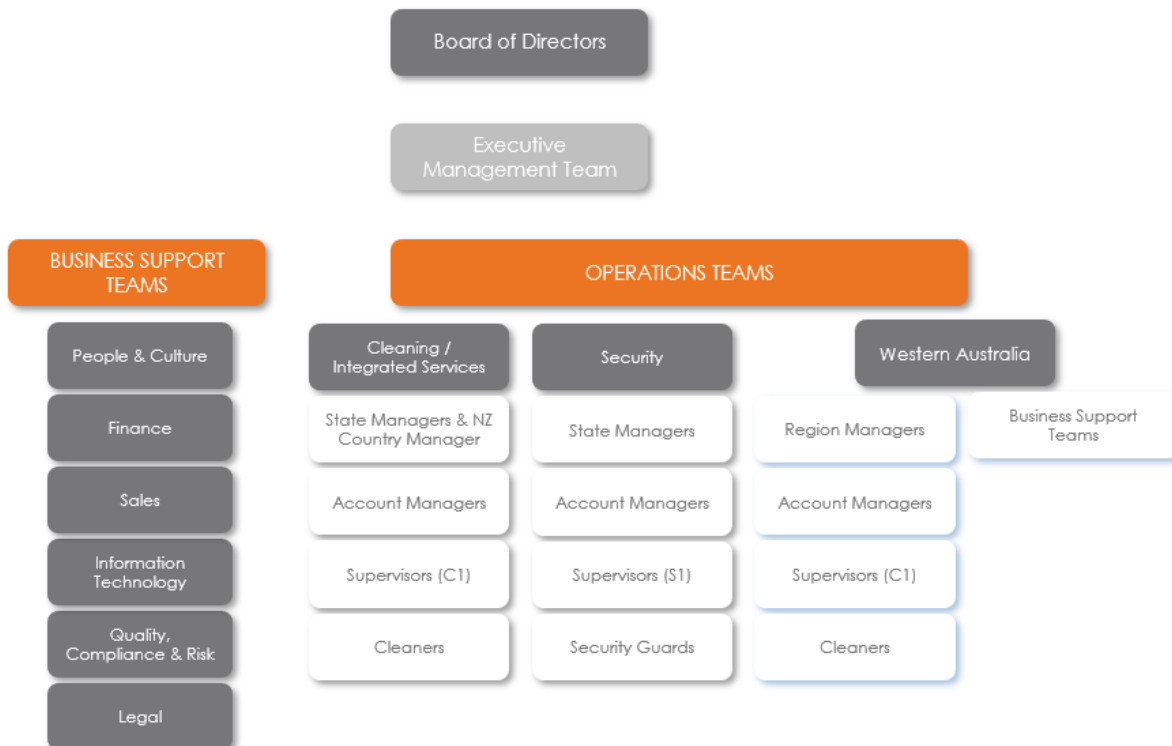 Board of Directors
Executive
Management Team
BUSINESS SUPPORT
TEAMS
People & Culture
Finance
Sales
Information
Technology
Quality,
Compliance & Risk
Legal
OPERATIONS TEAMS
Cleaning /
Integrated Services
State Managers & NZ
Country Manager
Account Managers
Supervisors (C1)
Cleaners
Security
State Managers
Account Managers
Supervisors (S1)
Security Guards
Western Australia
Region Managers
Account Managers
Supervisors (C1)
Cleaners
Business Support
Teams